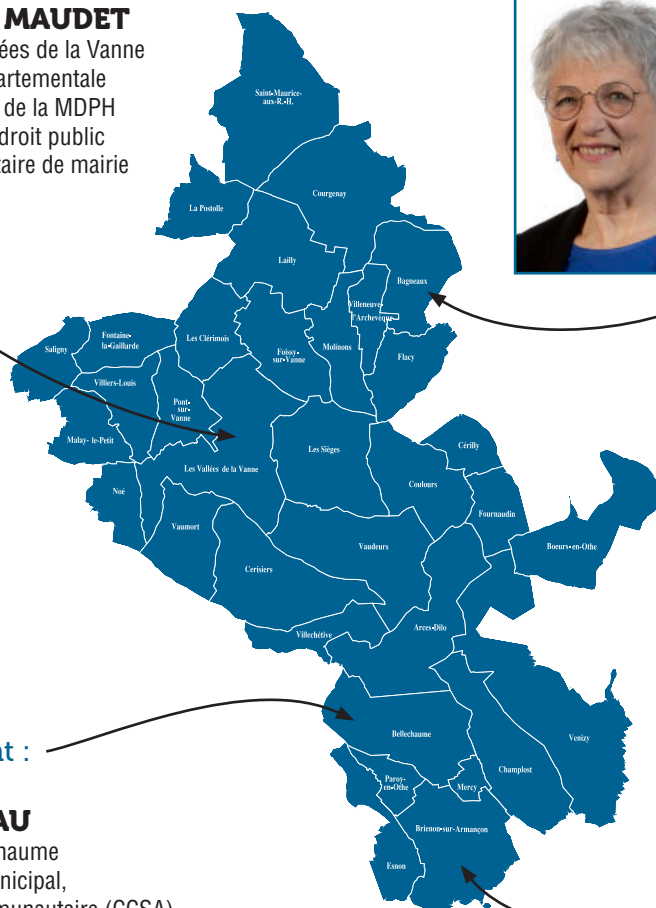 MAUDET
ées de la Vanne
artementale
de la MDPH
droit public
taire de mairie
Saint-Maurice-
aux-R.-H.
Courgenay
La Postolle
Lailly
Bagneaux
Villeneuve-
l'Archevêque
Fontaine-
la-Gaillarde
Les Clérimois
Saligny
Foissy-
sur-Vanne
Molinons
Flacy
Villiers-Louis
Pont-
sur-
Vanne
Malay- le-Petit
Les Sièges
Cérilly
Les Vallées de la Vanne
Coulours
Noé
Fournaudin
Vaumort
Vaudeurs
Boeurs-en-Othe
Cerisiers
Villechétive
Arces-Dilo
Bellechaume
Venizy
at :
Champlost
Paroy-
en-Othe
Mercy
AU
Brienon-sur-Armançon
haume
nicipal,
Esnon
munautaire (CCSA)